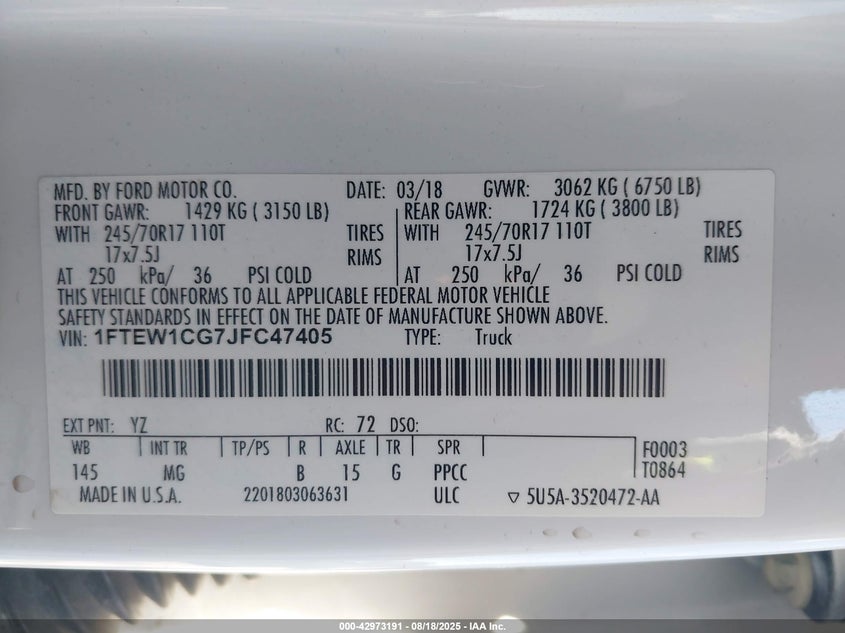 MFD. BY FORD MOTOR CO. DATE: 03/18 GVWR: 3062 KG ( 6750 LB)
FRONT GAWR: 1429 KG ( 3150 LB) REAR GAWR: 1724 KG ( 3800 LB)
WITH 245/70R17 110T TIRES WITH 245/70R17 110T TIRES
17x7.5J RIMS 17x7.5J RIMS
AT 250 kPa/ 36 PSI COLD AT 250 kPa/ 36 PSI COLD
THIS VEHICLE CONFORMS TO ALL APPLICABLE FEDERAL MOTOR VEHICLE
SAFETY STANDARDS IN EFFECT ON THE DATE OF MANUFACTURE SHOWN ABOVE.
VIN: 1FTEW1CG7JFC47405 TYPE: Truck
EXT PNT: YZ RC: 72 DSO:
WB INT TR TP/PS R AXLE TR SPR F0003
145 MG B 15 G PPCC T0864
MADE IN U.S.A. 2201803063631 ULC ▽ 5U5A-3520472-AA
000-42973191 - 08/18/2025 - IAA Inc.